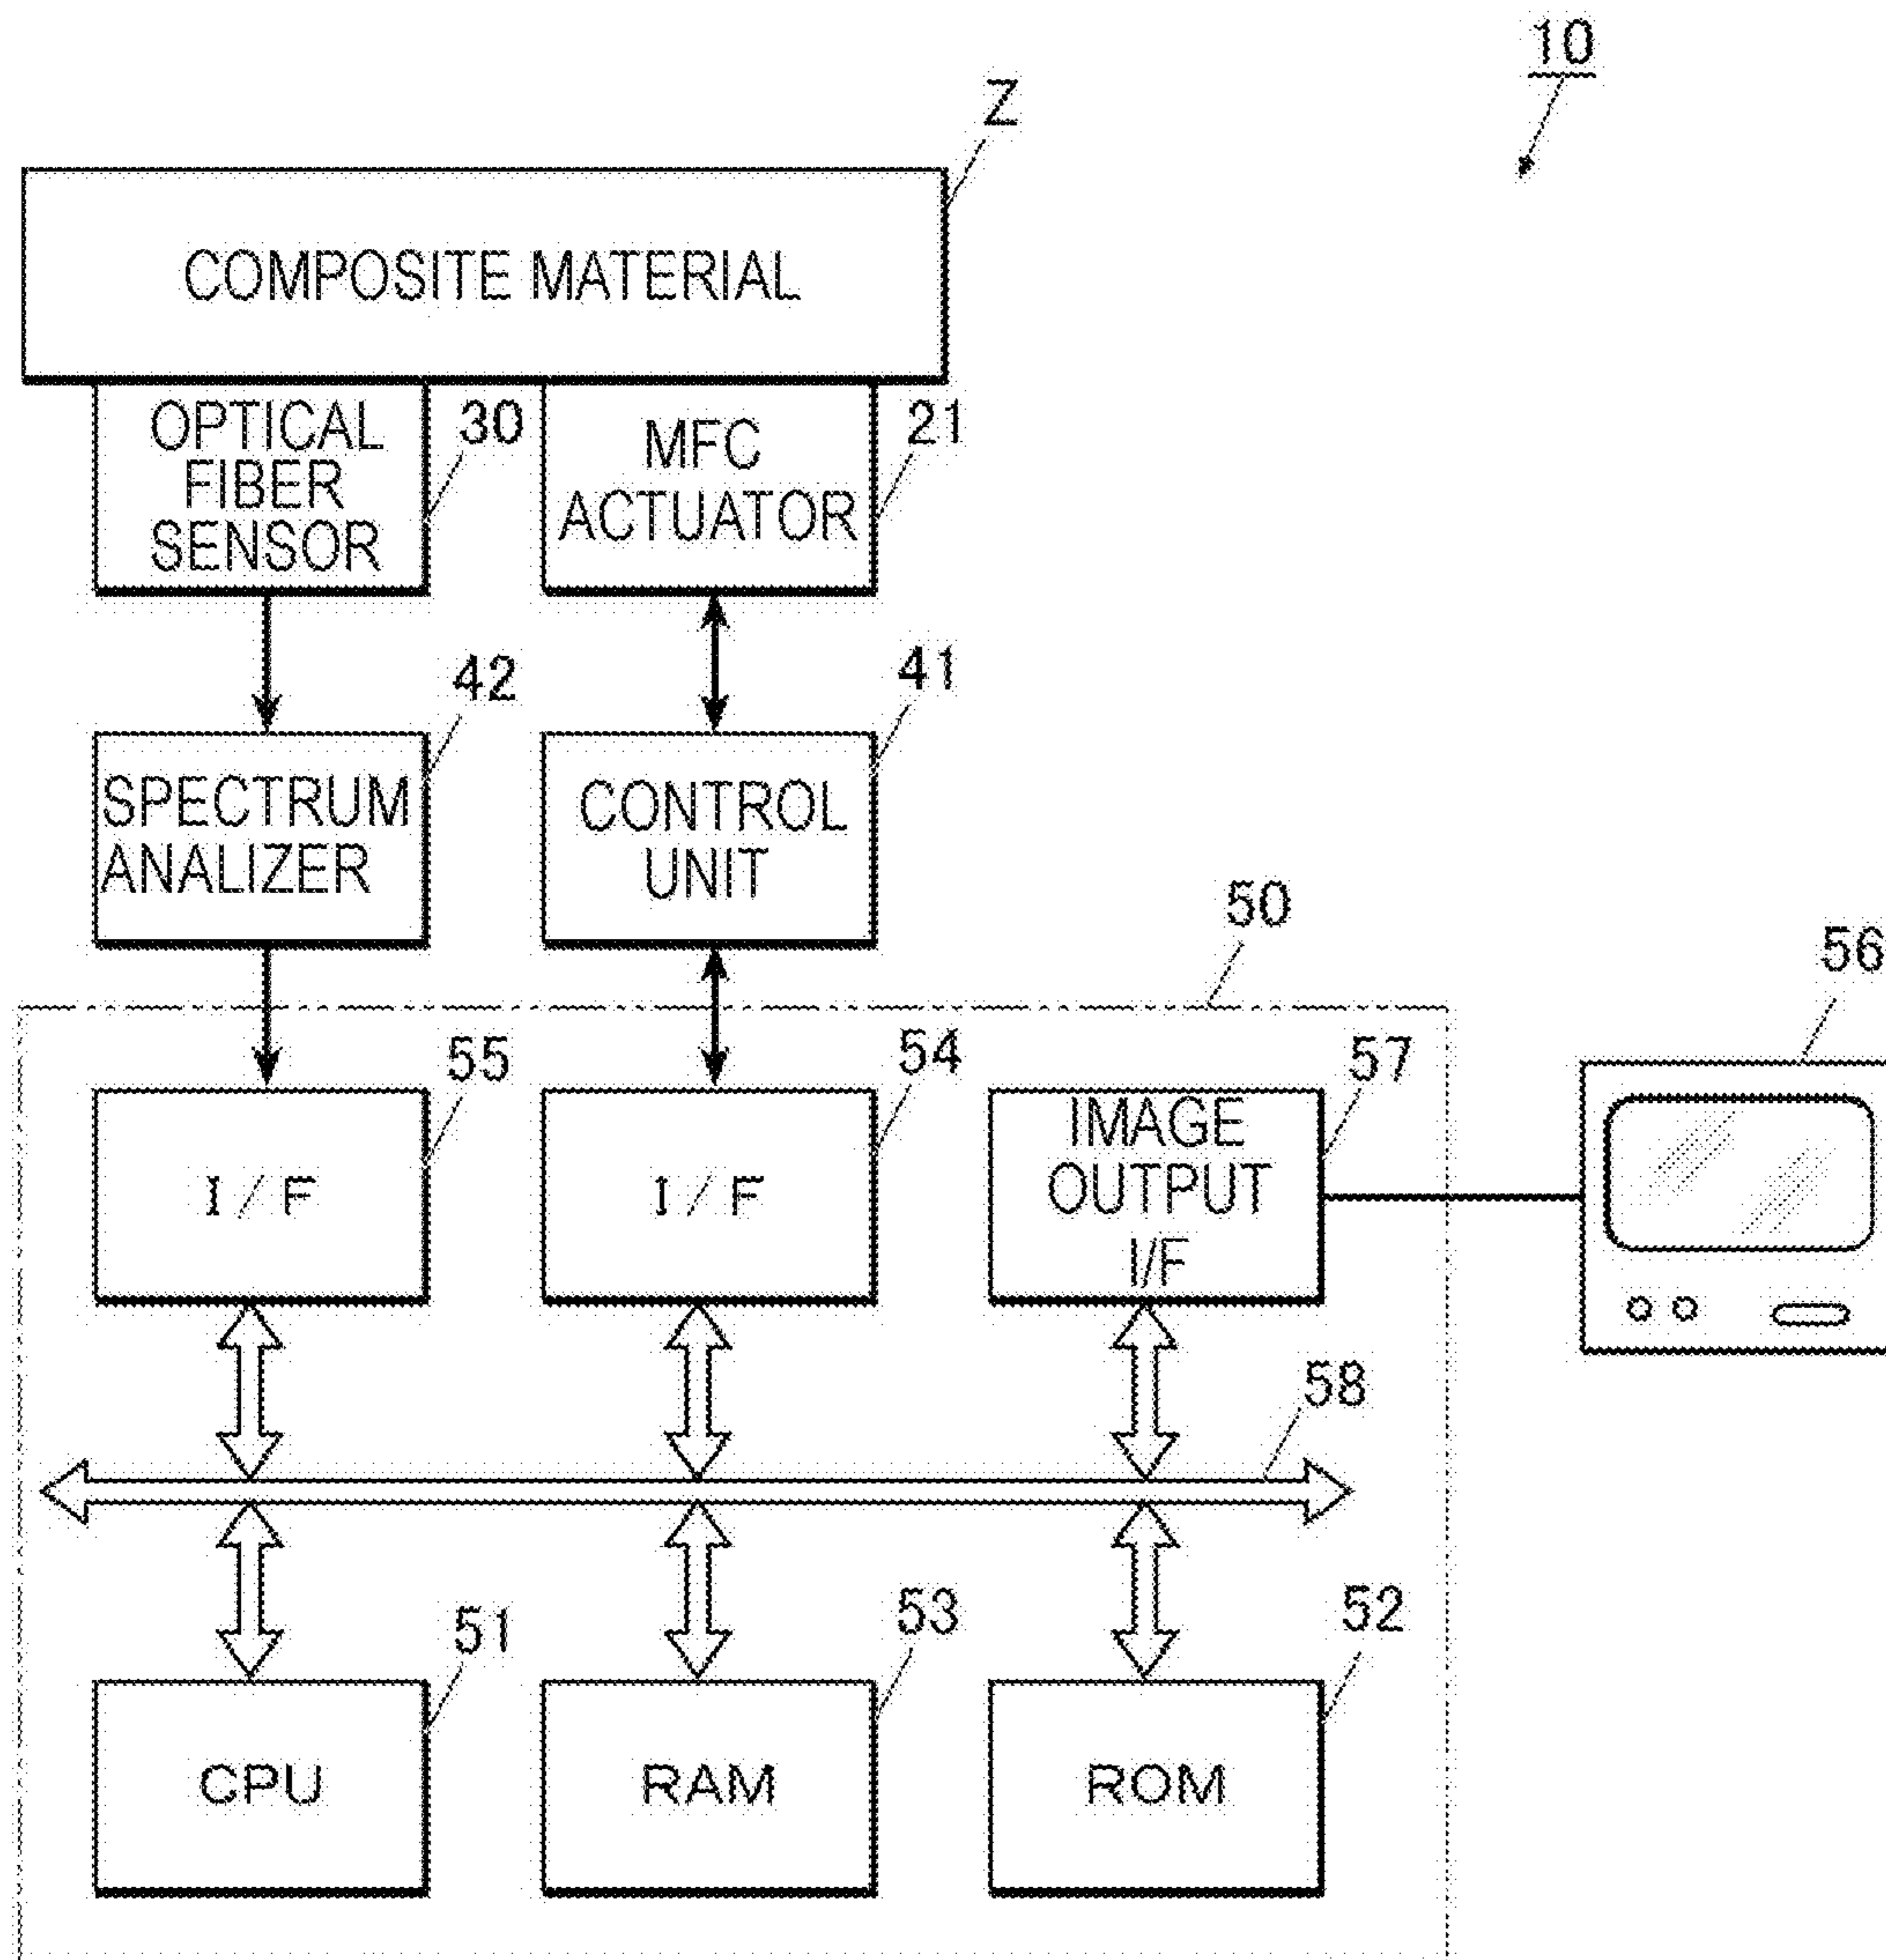 10
Z
COMPOSITE MATERIAL
OPTICAL
FIBER
SENSOR
30
MFC
ACTUATOR
21
42
SPECTRUM
ANALIZER
41
CONTROL
UNIT
50
56
55
I/F
54
I/F
57
IMAGE
OUTPUT
I/F
58
51
CPU
53
RAM
52
ROM